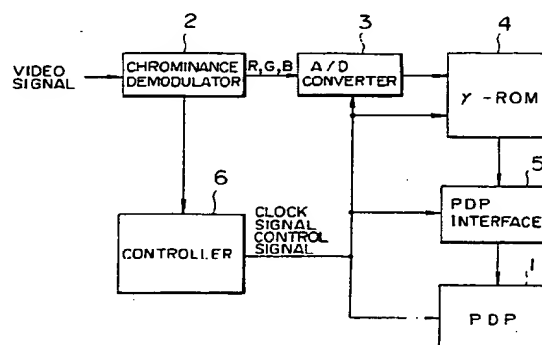 2
3
4
VIDEO
SIGNAL
CHROMINANCE
DEMODULATOR
R,G,B
A/D
CONVERTER
γ-ROM
6
5
CONTROLLER
CLOCK
SIGNAL
CONTROL
SIGNAL
PDP
INTERFACE
1
PDP